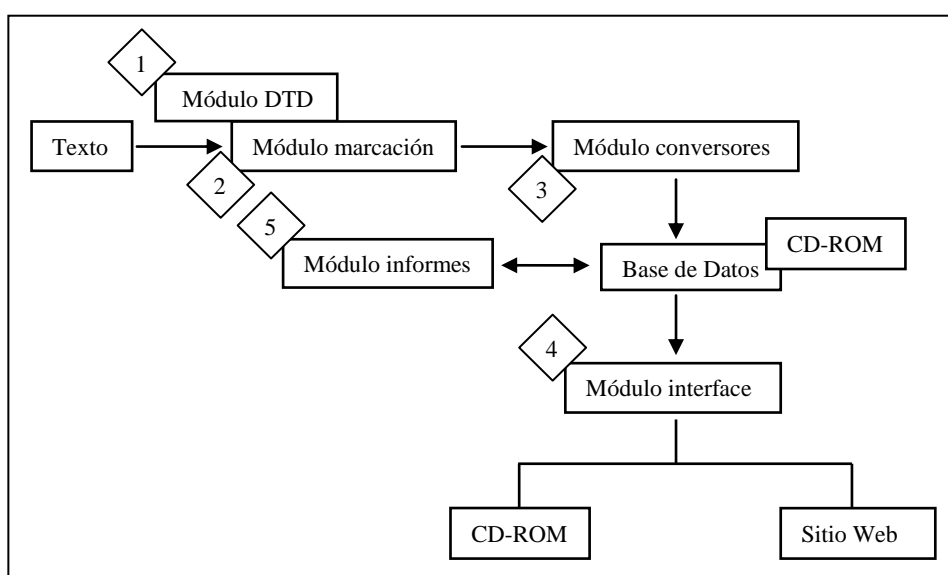 1
Módulo DTD
Texto
Módulo marcación
Módulo conversores
2
3
5
CD-ROM
Módulo informes
Base de Datos
4
Módulo interface
CD-ROM
Sitio Web